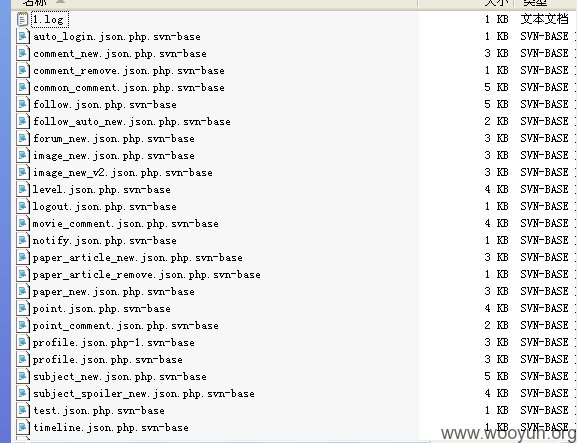 名称 大小 类型
1.log 1 KB 文本文档
auto_login.json.php.svn-base 1 KB SVN-BASE
comment_new.json.php.svn-base 3 KB SVN-BASE
comment_remove.json.php.svn-base 1 KB SVN-BASE
common_comment.json.php.svn-base 5 KB SVN-BASE
follow.json.php.svn-base 5 KB SVN-BASE
follow_auto_new.json.php.svn-base 2 KB SVN-BASE
forum_new.json.php.svn-base 3 KB SVN-BASE
image_new.json.php.svn-base 3 KB SVN-BASE
image_new_v2.json.php.svn-base 3 KB SVN-BASE
level.json.php.svn-base 4 KB SVN-BASE
logout.json.php.svn-base 1 KB SVN-BASE
movie_comment.json.php.svn-base 4 KB SVN-BASE
notify.json.php.svn-base 1 KB SVN-BASE
paper_article_new.json.php.svn-base 3 KB SVN-BASE
paper_article_remove.json.php.svn-base 1 KB SVN-BASE
paper_new.json.php.svn-base 3 KB SVN-BASE
point.json.php.svn-base 4 KB SVN-BASE
point_comment.json.php.svn-base 2 KB SVN-BASE
profile.json.php-1.svn-base 3 KB SVN-BASE
profile.json.php.svn-base 3 KB SVN-BASE
subject_new.json.php.svn-base 5 KB SVN-BASE
subject_spoiler_new.json.php.svn-base 4 KB SVN-BASE
test.json.php.svn-base 1 KB SVN-BASE
timeline.json.php.svn-base 1 KB SVN-BASE
www.wooyun.org